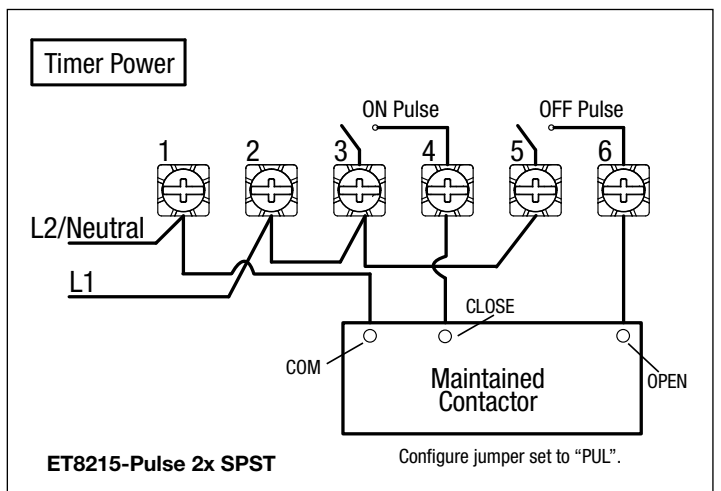 Timer Power
ON Pulse
OFF Pulse
1
2
3
4
5
6
L2/Neutral
L1
CLOSE
COM
OPEN
Maintained
Contactor
ET8215-Pulse 2x SPST
Configure jumper set to “PUL”.